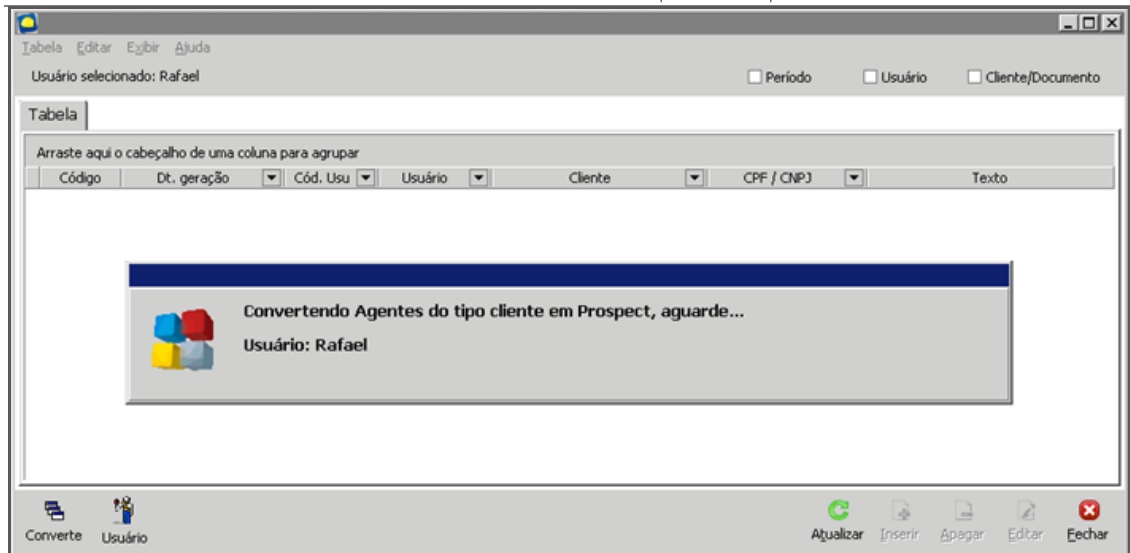 Tabela Editar Exibir Ajuda
Usuário selecionado: Rafael Período Usuário Cliente/Documento
Tabela
Arraste aqui o cabeçalho de uma coluna para agrupar
Código Dt. geração Cód. Usu Usuário Cliente CPF / CNPJ Texto
Convertendo Agentes do tipo cliente em Prospect, aguarde...
Usuário: Rafael
Converte Usuário Atualizar Inserir Apagar Editar Fechar